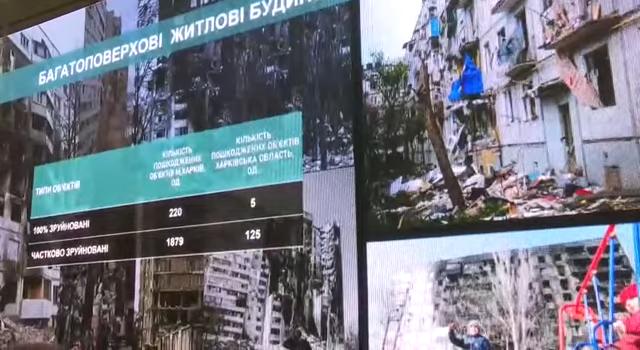 БАГАТОПОВЕРХОВІ ЖИТЛОВІ
ТИПИ ОБ'ЄКТІВ
КІЛЬКІСТЬ
ПОШКОДЖЕНИХ
ОБ'ЄКТІВ М.ХАРКІВ,
ОД
КІЛЬКІСТЬ
ПОШКОДЖЕНИХ ОБ'ЄКТІВ
ХАРКІВСЬКА ОБЛАСТЬ,
ОД.
100% ЗРУЙНОВАНІ 220 5
ЧАСТКОВО ЗРУЙНОВАНІ 1879 125